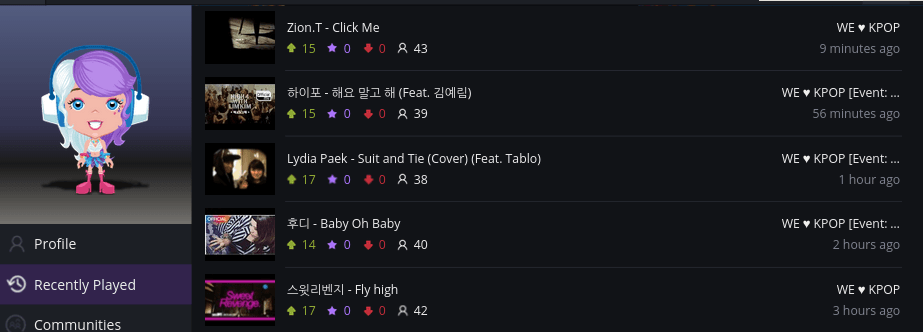 Zion.T - Click Me
WE ♥ KPOP
15 0 0 43
9 minutes ago
하이포 - 해요 말고 해 (Feat. 김예림)
WE ♥ KPOP [Event: ...
15 0 0 39
56 minutes ago
Lydia Paek - Suit and Tie (Cover) (Feat. Tablo)
WE ♥ KPOP [Event: ...
17 0 0 38
1 hour ago
OFFICIAL
후디 - Baby Oh Baby
WE ♥ KPOP [Event: ...
14 0 0 40
2 hours ago
Profile
Sweet
Revenge
스윗리벤지 - Fly high
WE ♥ KPOP
17 0 0 42
3 hours ago
Recently Played
Communities